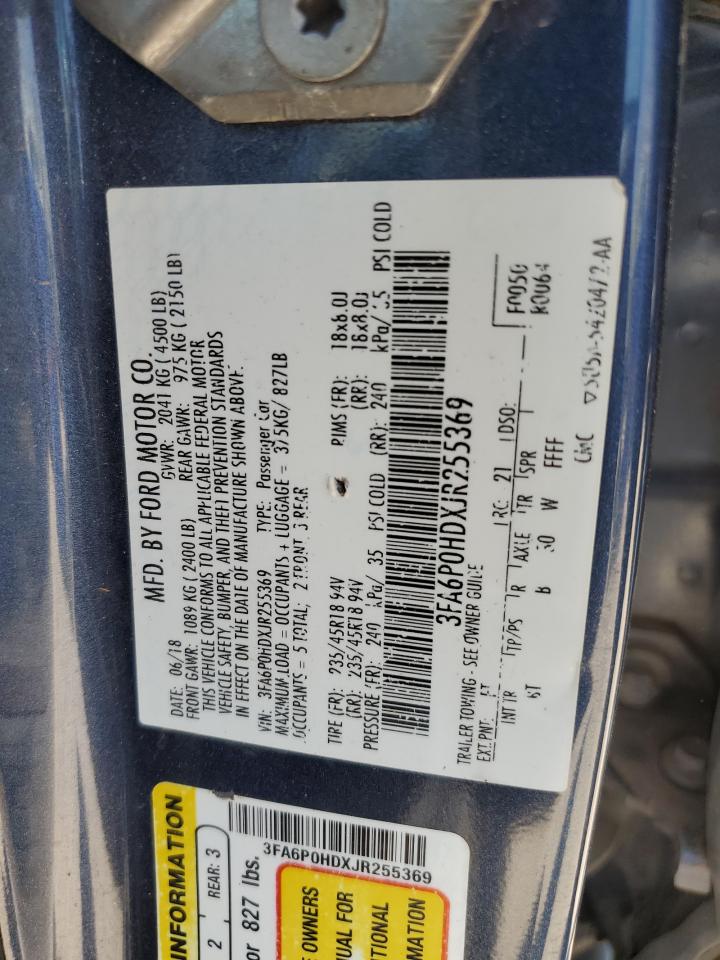 MFD. BY FORD MOTOR CO.
DATE: 06/18 GVWR: 2041 KG ( 4500 LB)
FRONT GAWR: 1089 KG ( 2400 LB) REAR GAWR: 975 KG ( 2150 LB)
THIS VEHICLE CONFORMS TO ALL APPLICABLE FEDERAL MOTOR
VEHICLE SAFETY, BUMPER, AND THEFT PREVENTION STANDARDS
IN EFFECT ON THE DATE OF MANUFACTURE SHOWN ABOVE.
VIN: 3FA6P0HDXJR255369 TYPE: Passenger Car
MAXIMUM LOAD = OCCUPANTS + LUGGAGE = 375KG/ 827LB
OCCUPANTS = 5 TOTAL; 2 FRONT 3 REAR
TIRE (FR): 235/45R18 94V RIMS (FR): 18x8.0J
(RR): 235/45R18 94V (RR): 18x8.0J
PRESSURE (FR): 240 kPa/ 35 PSI COLD (RR): 240 kPa/ 35 PSI COLD
3FA6P0HDXJR255369
TRAILER TOWING - SEE OWNER GUIDE
EXT PNT: RC: 21 DSO: F0050
K0064
INT TR TP/PS R AXLE TR SPR
6T B 50 W FFFF
CMC
INFORMATION
2 REAR: 3
or 827 lbs.
3FA6P0HDXJR255369
OWNERS
FOR